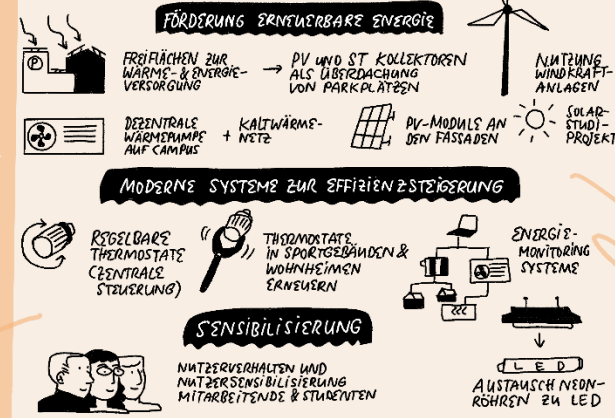 FÖRDERUNG ERNEUERBARE ENERGIE
P
FREIFLÄCHEN ZUR
WÄRME- & ENERGIE-
VERSORGUNG
→ PV UND ST KOLLEKTOREN
ALS ÜBERDACHUNG
VON PARKPLÄTZEN
NUTZUNG
WINDKRAFT-
ANLAGEN
DEZENTRALE
WÄRMEPUMPE
AUF CAMPUS
+ KALTWÄRME-
NETZ
PV-MODULE AN
DEN FASSADEN
SOLAR-
STUDI-
PROJEKT
MODERNE SYSTEME ZUR EFFIZIENZSTEIGERUNG
REGELBARE
THERMOSTATE
(ZENTRALE
STEUERUNG)
THERMOSTATE
IN SPORTGEBÄUDEN &
WOHNHEIMEN
ERNEUERN
ENERGIE-
MONITORING
SYSTEME
SENSIBILISIERUNG
NUTZERVERHALTEN UND
NUTZERSENSIBILISIERUNG
MITARBEITENDE & STUDENTEN
LED
AUSTAUSCH NEON-
RÖHREN ZU LED